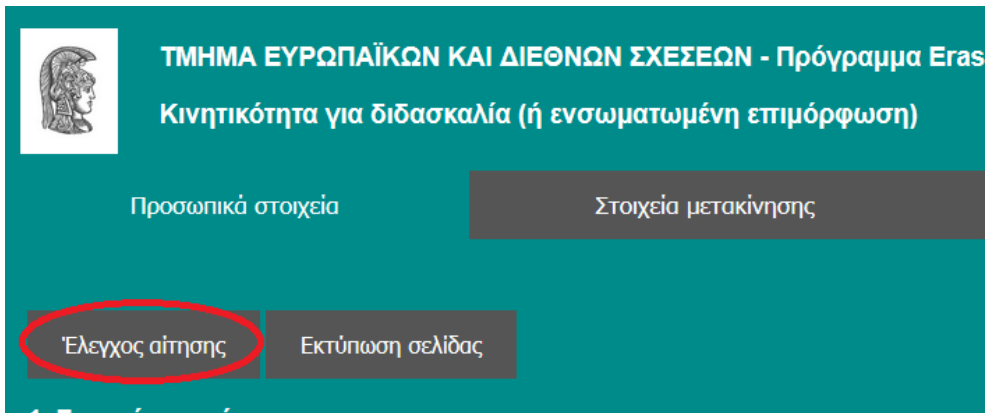 ΤΜΗΜΑ ΕΥΡΩΠΑΪΚΩΝ ΚΑΙ ΔΙΕΘΝΩΝ ΣΧΕΣΕΩΝ - Πρόγραμμα Eras
Κινητικότητα για διδασκαλία (ή ενσωματωμένη επιμόρφωση)
Προσωπικά στοιχεία
Στοιχεία μετακίνησης
Έλεγχος αίτησης
Εκτύπωση σελίδας